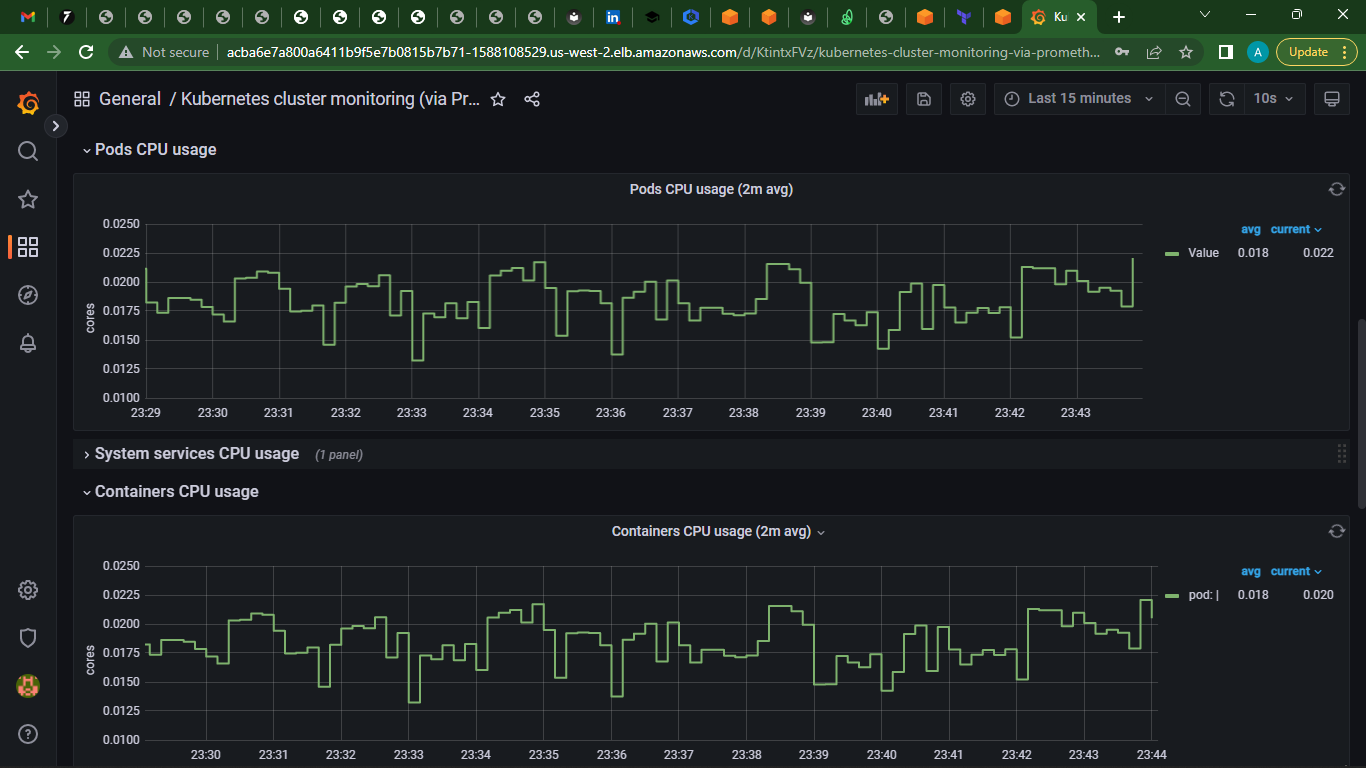 Ku
Not secure
acba6e7a800a6411b9f5e7b0815b7b71-1588108529.us-west-2.elb.amazonaws.com/d/KtintxFVz/kubernetes-cluster-monitoring-via-prometh...
A
Update
General / Kubernetes cluster monitoring (via Pr...
Last 15 minutes
10s
Pods CPU usage
Pods CPU usage (2m avg)
avg current
Value 0.018 0.022
cores
0.0250
0.0225
0.0200
0.0175
0.0150
0.0125
0.0100
23:29 23:30 23:31 23:32 23:33 23:34 23:35 23:36 23:37 23:38 23:39 23:40 23:41 23:42 23:43
System services CPU usage (1 panel)
Containers CPU usage
Containers CPU usage (2m avg)
avg current
pod: | 0.018 0.020
cores
0.0250
0.0225
0.0200
0.0175
0.0150
0.0125
0.0100
23:30 23:31 23:32 23:33 23:34 23:35 23:36 23:37 23:38 23:39 23:40 23:41 23:42 23:43 23:44